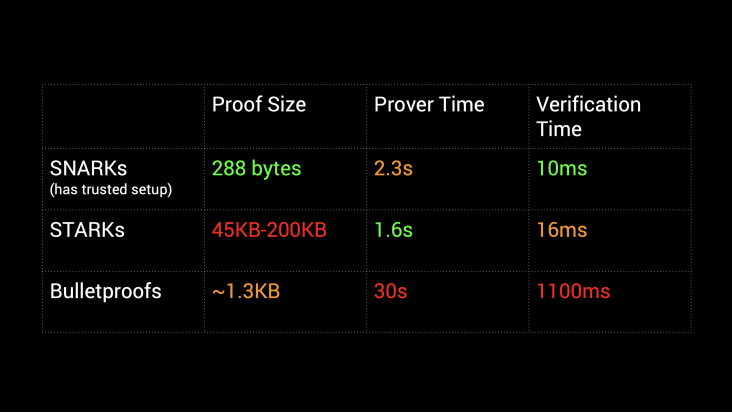 Proof Size Prover Time Verification
Time
SNARKs 288 bytes 2.3s 10ms
(has trusted setup)
STARKs 45KB-200KB 1.6s 16ms
Bulletproofs ~1.3KB 30s 1100ms